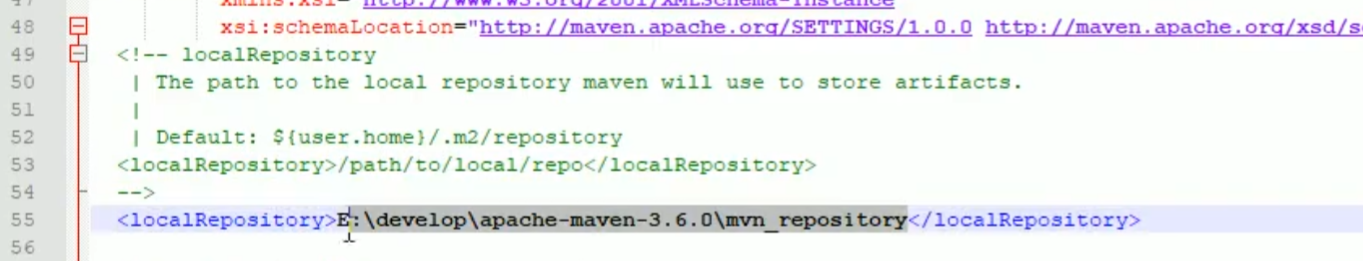 47 xmlns:xsi="http://www.w3.org/2001/XMLSchema-instance"
48 xsi:schemaLocation="http://maven.apache.org/SETTINGS/1.0.0 http://maven.apache.org/xsd/s
49 <!-- localRepository
50 | The path to the local repository maven will use to store artifacts.
51 |
52 | Default: ${user.home}/.m2/repository
53 <localRepository>/path/to/local/repo</localRepository>
54 -->
55 <localRepository>E:\develop\apache-maven-3.6.0\mvn_repository</localRepository>
56